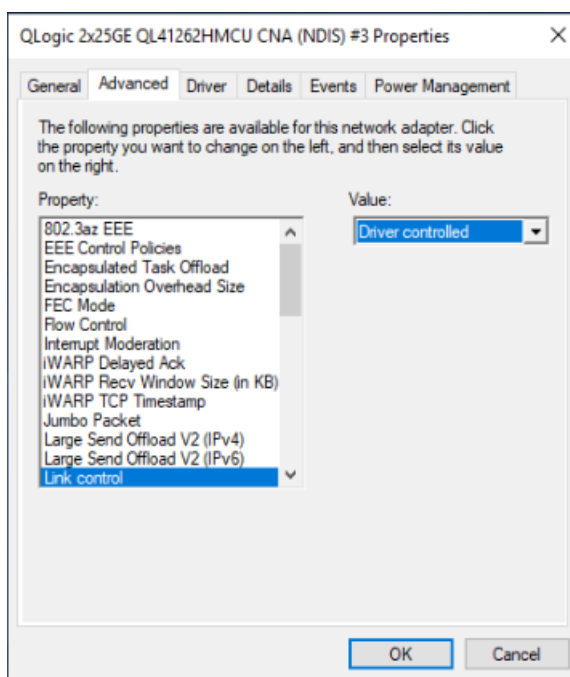 QLogic 2x25GE QL41262HMCU CNA (NDIS) #3 Properties
General Advanced Driver Details Events Power Management
The following properties are available for this network adapter. Click
the property you want to change on the left, and then select its value
on the right.
Property: Value:
802.3az EEE Driver controlled
EEE Control Policies
Encapsulated Task Offload
Encapsulation Overhead Size
FEC Mode
Flow Control
Interrupt Moderation
iWARP Delayed Ack
iWARP Recv Window Size (in KB)
iWARP TCP Timestamp
Jumbo Packet
Large Send Offload V2 (IPv4)
Large Send Offload V2 (IPv6)
Link control
OK Cancel